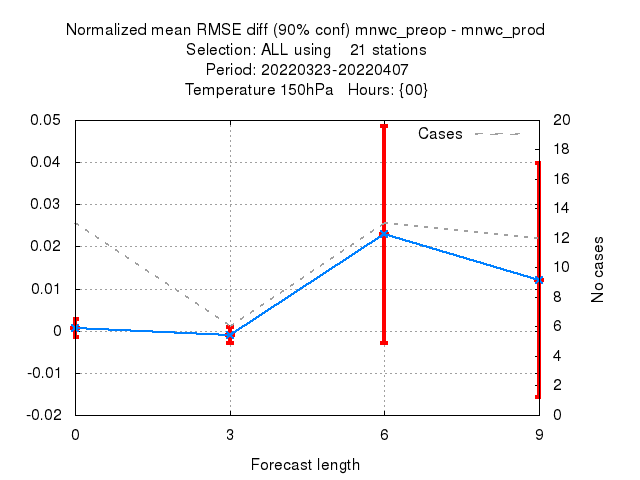 Normalized mean RMSE diff (90% conf) mnwc_preop - mnwc_prod
Selection: ALL using    21 stations
Period: 20220323-20220407
Temperature 150hPa   Hours: {00}
Cases
0.05
0.04
0.03
0.02
0.01
0
-0.01
-0.02
20
18
16
14
12
10
8
6
4
2
0
No cases
0 3 6 9
Forecast length